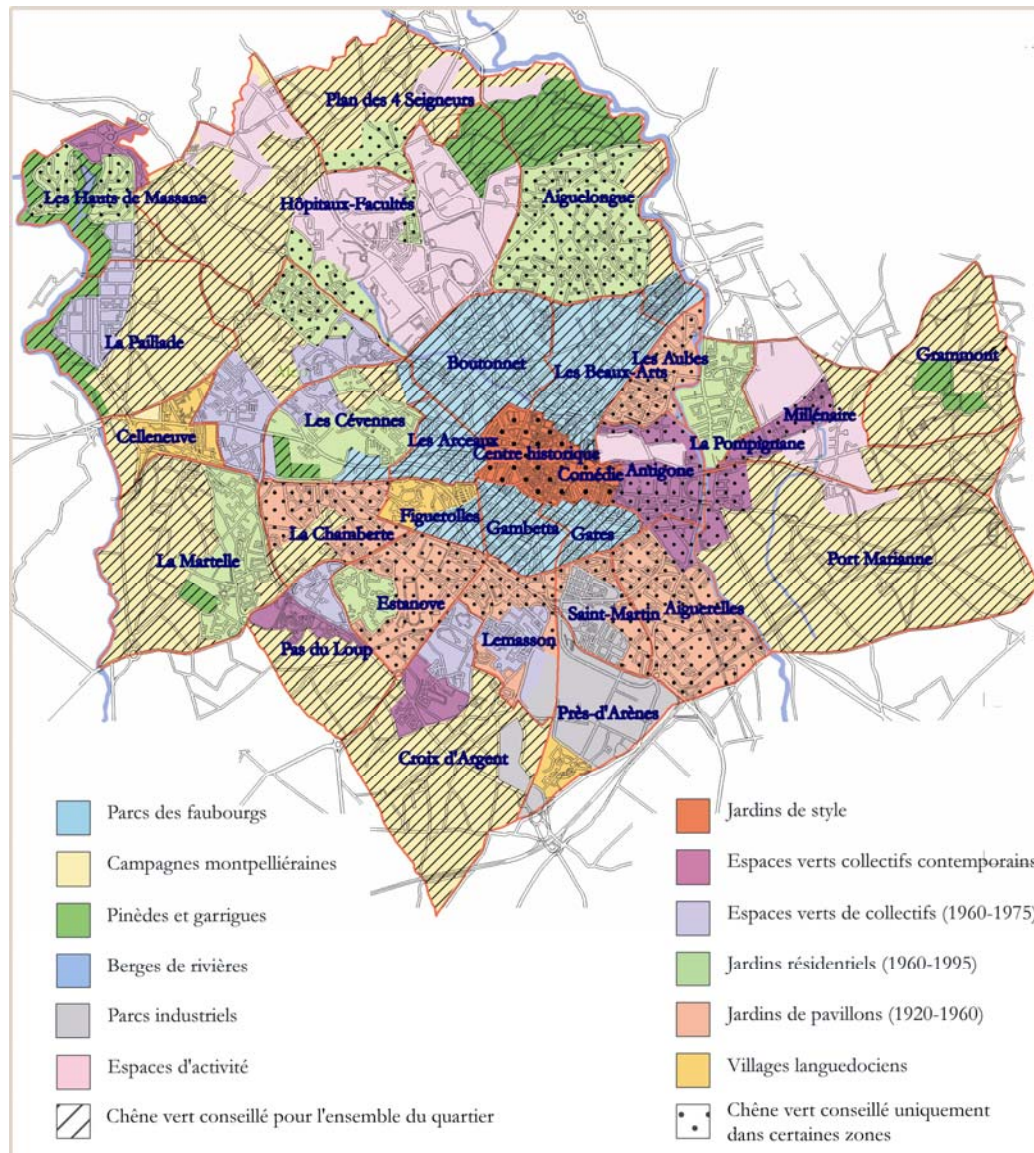 Plan des 4 Seigneurs
Les Hauts de Massane
Hôpitaux-Facultés
Aiguelongue
La Paillade
Boutonnet
Les Beaux-Arts
Les Aubes
Grammont
Celleneuve
Les Cévennes
Les Arceaux
Centre historique
Comédie
Antigone
La Pompignane
Millénaire
Figuerolles
La Chamberte
Gambetta
Gares
La Martelle
Port Marianne
Estanove
Saint-Martin
Aiguerelles
Pas du Loup
Lemasson
Près-d'Arènes
Croix d'Argent
Parcs des faubourgs
Campagnes montpelliéraines
Pinèdes et garrigues
Berges de rivières
Parcs industriels
Espaces d'activité
Chêne vert conseillé pour l'ensemble du quartier
Jardins de style
Espaces verts collectifs contemporains
Espaces verts de collectifs (1960-1975)
Jardins résidentiels (1960-1995)
Jardins de pavillons (1920-1960)
Villages languedociens
Chêne vert conseillé uniquement
dans certaines zones